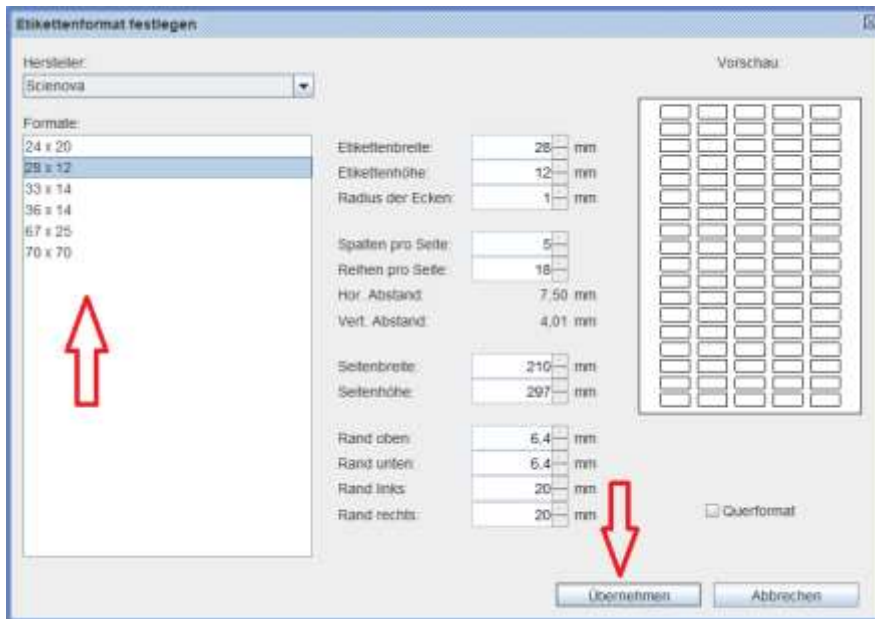 Etikettenformat festlegen
Hersteller:
Scienova
Vorschau
Formate:
24 x 20
28 x 12
33 x 14
36 x 14
67 x 25
70 x 70
Etikettenbreite: 28 mm
Etikettenhöhe: 12 mm
Radius der Ecken: 1 mm
Spalten pro Seite: 5
Reihen pro Seite: 18
Hor. Abstand: 7,50 mm
Vert. Abstand: 4,01 mm
Seitenbreite: 210 mm
Seitenhöhe: 297 mm
Rand oben: 6,4 mm
Rand unten: 6,4 mm
Rand links: 20 mm
Rand rechts: 20 mm
Querformat
Übernehmen
Abbrechen